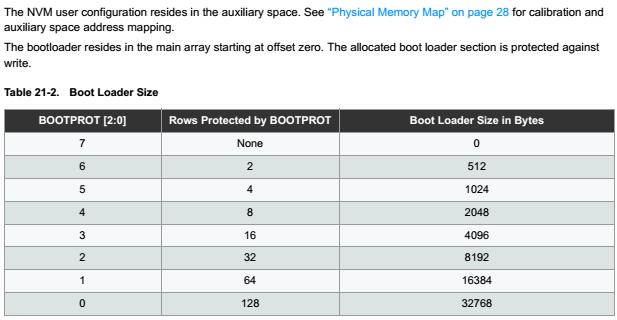 The NVM user configuration resides in the auxiliary space. See “Physical Memory Map” on page 28 for calibration and
auxiliary space address mapping.
The bootloader resides in the main array starting at offset zero. The allocated boot loader section is protected against
write.
Table 21-2. Boot Loader Size
BOOTPROT [2:0] Rows Protected by BOOTPROT Boot Loader Size in Bytes
7 None 0
6 2 512
5 4 1024
4 8 2048
3 16 4096
2 32 8192
1 64 16384
0 128 32768